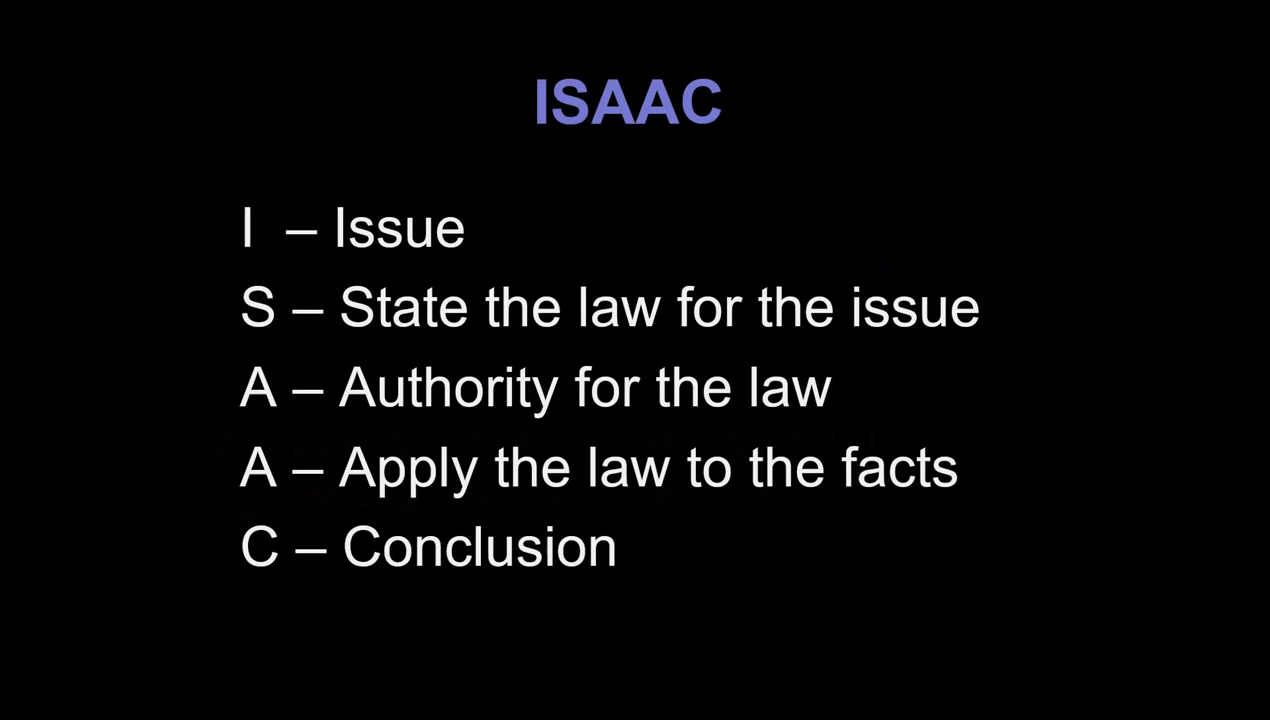 ISAAC
I – Issue
S – State the law for the issue
A – Authority for the law
A – Apply the law to the facts
C – Conclusion